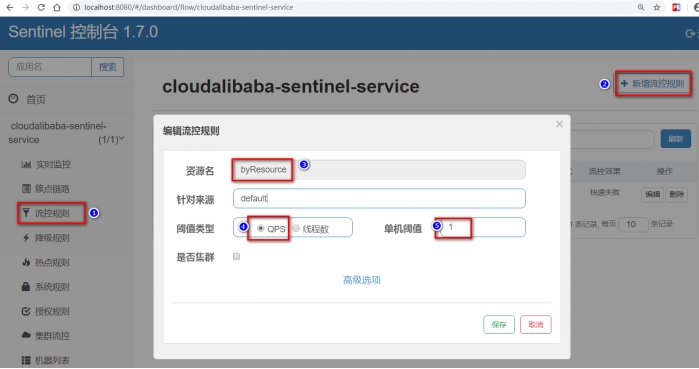 localhost:8080/#/dashboard/flow/cloudalibaba-sentinel-service
Sentinel 控制台 1.7.0
应用名 搜索
首页
cloudalibaba-sentinel-
service (1/1)
实时监控
簇点链路
流控规则 1
降级规则
热点规则
系统规则
授权规则
集群流控
机器列表
cloudalibaba-sentinel-service
2 + 新增流控规则
刷新
流控效果 操作
快速失败 编辑 删除
条记录, 每页 10 条记录
编辑流控规则 ×
资源名 byResource 3
针对来源 default
阈值类型 4 QPS 线程数 单机阈值 5 1
是否集群
高级选项
保存 取消